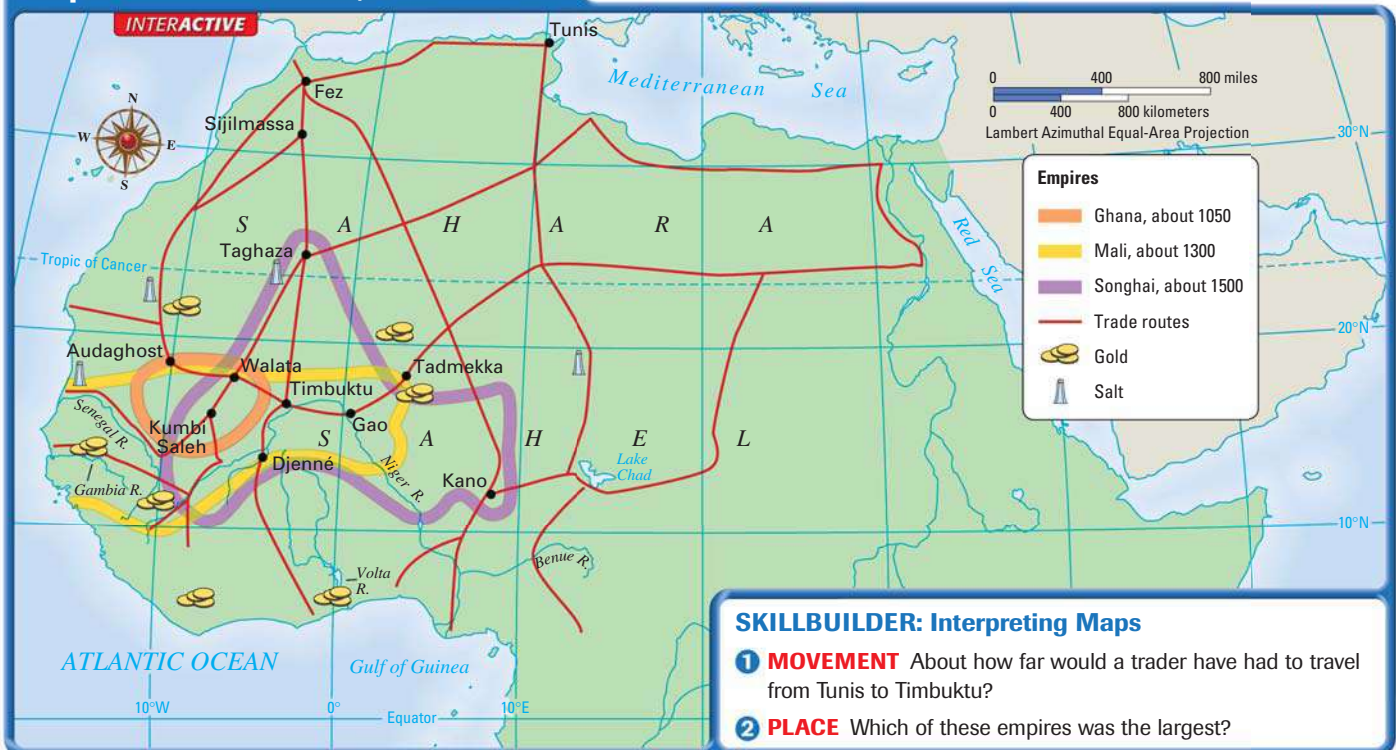 INTERACTIVE
Tunis
Mediterranean Sea
0 400 800 miles
0 400 800 kilometers
Lambert Azimuthal Equal-Area Projection
30°N
N
W
E
S
Fez
Sijilmassa
Empires
Ghana, about 1050
Mali, about 1300
Songhai, about 1500
Trade routes
Gold
Salt
S A H A R A
Red Sea
Taghaza
Tropic of Cancer
20°N
Audaghost
Walata
Tadmekka
Timbuktu
Senegal R.
Kumbi
Saleh
Gao
S A H E L
Djenné
Niger R.
Lake
Chad
Kano
Gambia R.
10°N
Benue R.
Volta
R.
ATLANTIC OCEAN
Gulf of Guinea
10°W
0°
10°E
Equator
SKILLBUILDER: Interpreting Maps
1 MOVEMENT About how far would a trader have had to travel
from Tunis to Timbuktu?
2 PLACE Which of these empires was the largest?